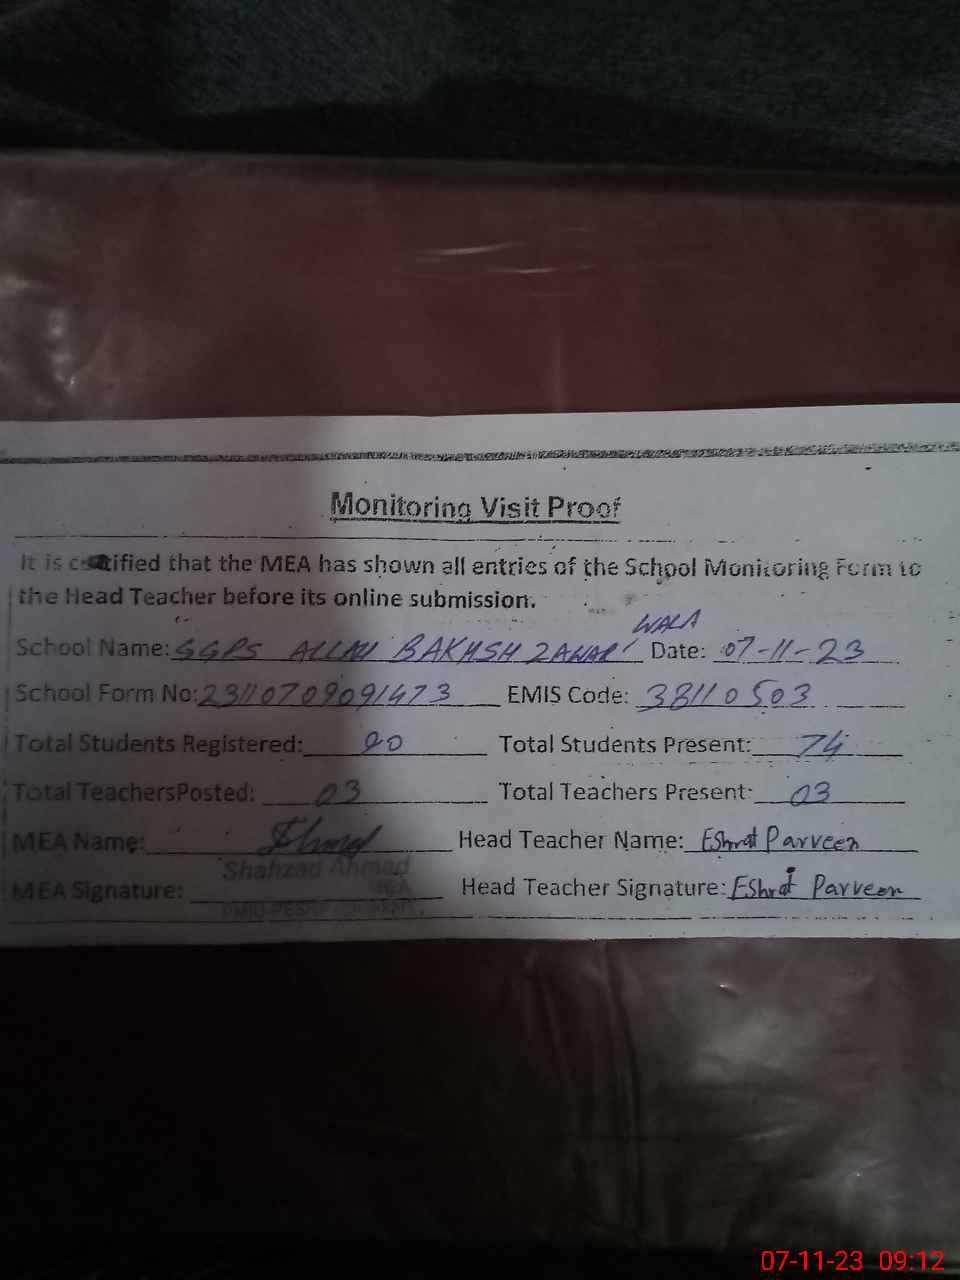 Monitoring Visit Proof
It is certified that the MEA has shown all entries of the School Monitoring Form to
the Head Teacher before its online submission.
WALA
School Name: SGPS ALLAH BAKHSH ZAWAR Date: 07-11-23
School Form No: 23110709091473 EMIS Code: 38110503
Total Students Registered: 90 Total Students Present: 74
Total TeachersPosted: 03 Total Teachers Present: 03
MEA Name: Head Teacher Name: Eshrat Parveen
Shahzad Ahmad
MEA
MEA Signature: Head Teacher Signature: Eshrat Parveen
07-11-23 09:12